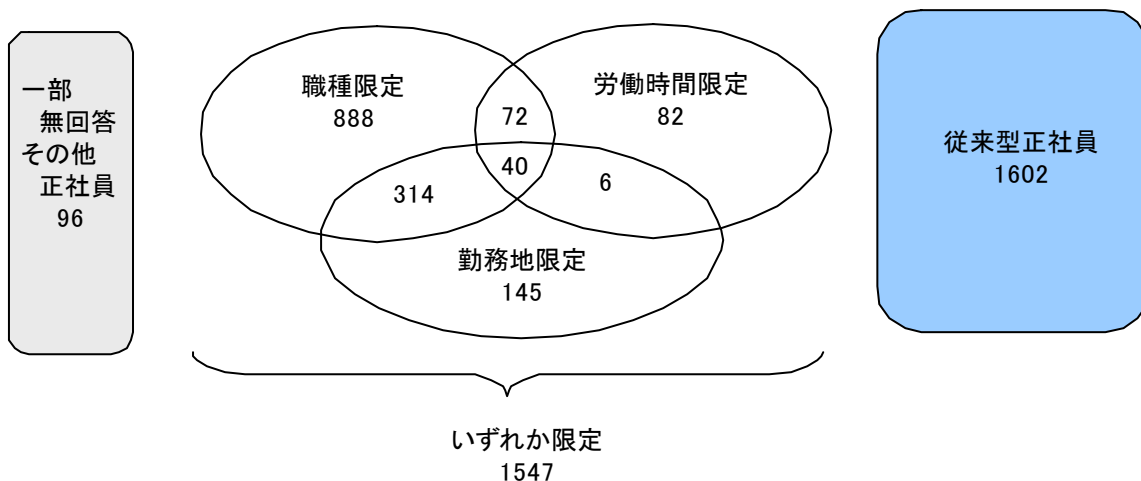 一部
無回答
その他
正社員
96
職種限定
888
72
労働時間限定
82
40
6
314
勤務地限定
145
従来型正社員
1602
いずれか限定
1547